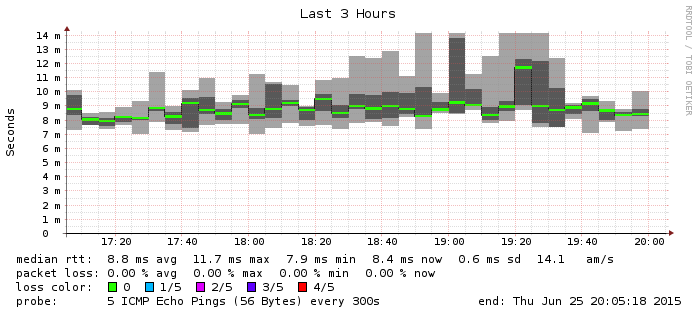 Last 3 Hours
RRDTOOL / TOBI OETIKER
Seconds
14 m
13 m
12 m
11 m
10 m
9 m
8 m
7 m
6 m
5 m
4 m
3 m
2 m
1 m
0
17:20 17:40 18:00 18:20 18:40 19:00 19:20 19:40 20:00
median rtt: 8.8 ms avg 11.7 ms max 7.9 ms min 8.4 ms now 0.6 ms sd 14.1 am/s
packet loss: 0.00 % avg 0.00 % max 0.00 % min 0.00 % now
loss color: 0 1/5 2/5 3/5 4/5
probe: 5 ICMP Echo Pings (56 Bytes) every 300s end: Thu Jun 25 20:05:18 2015